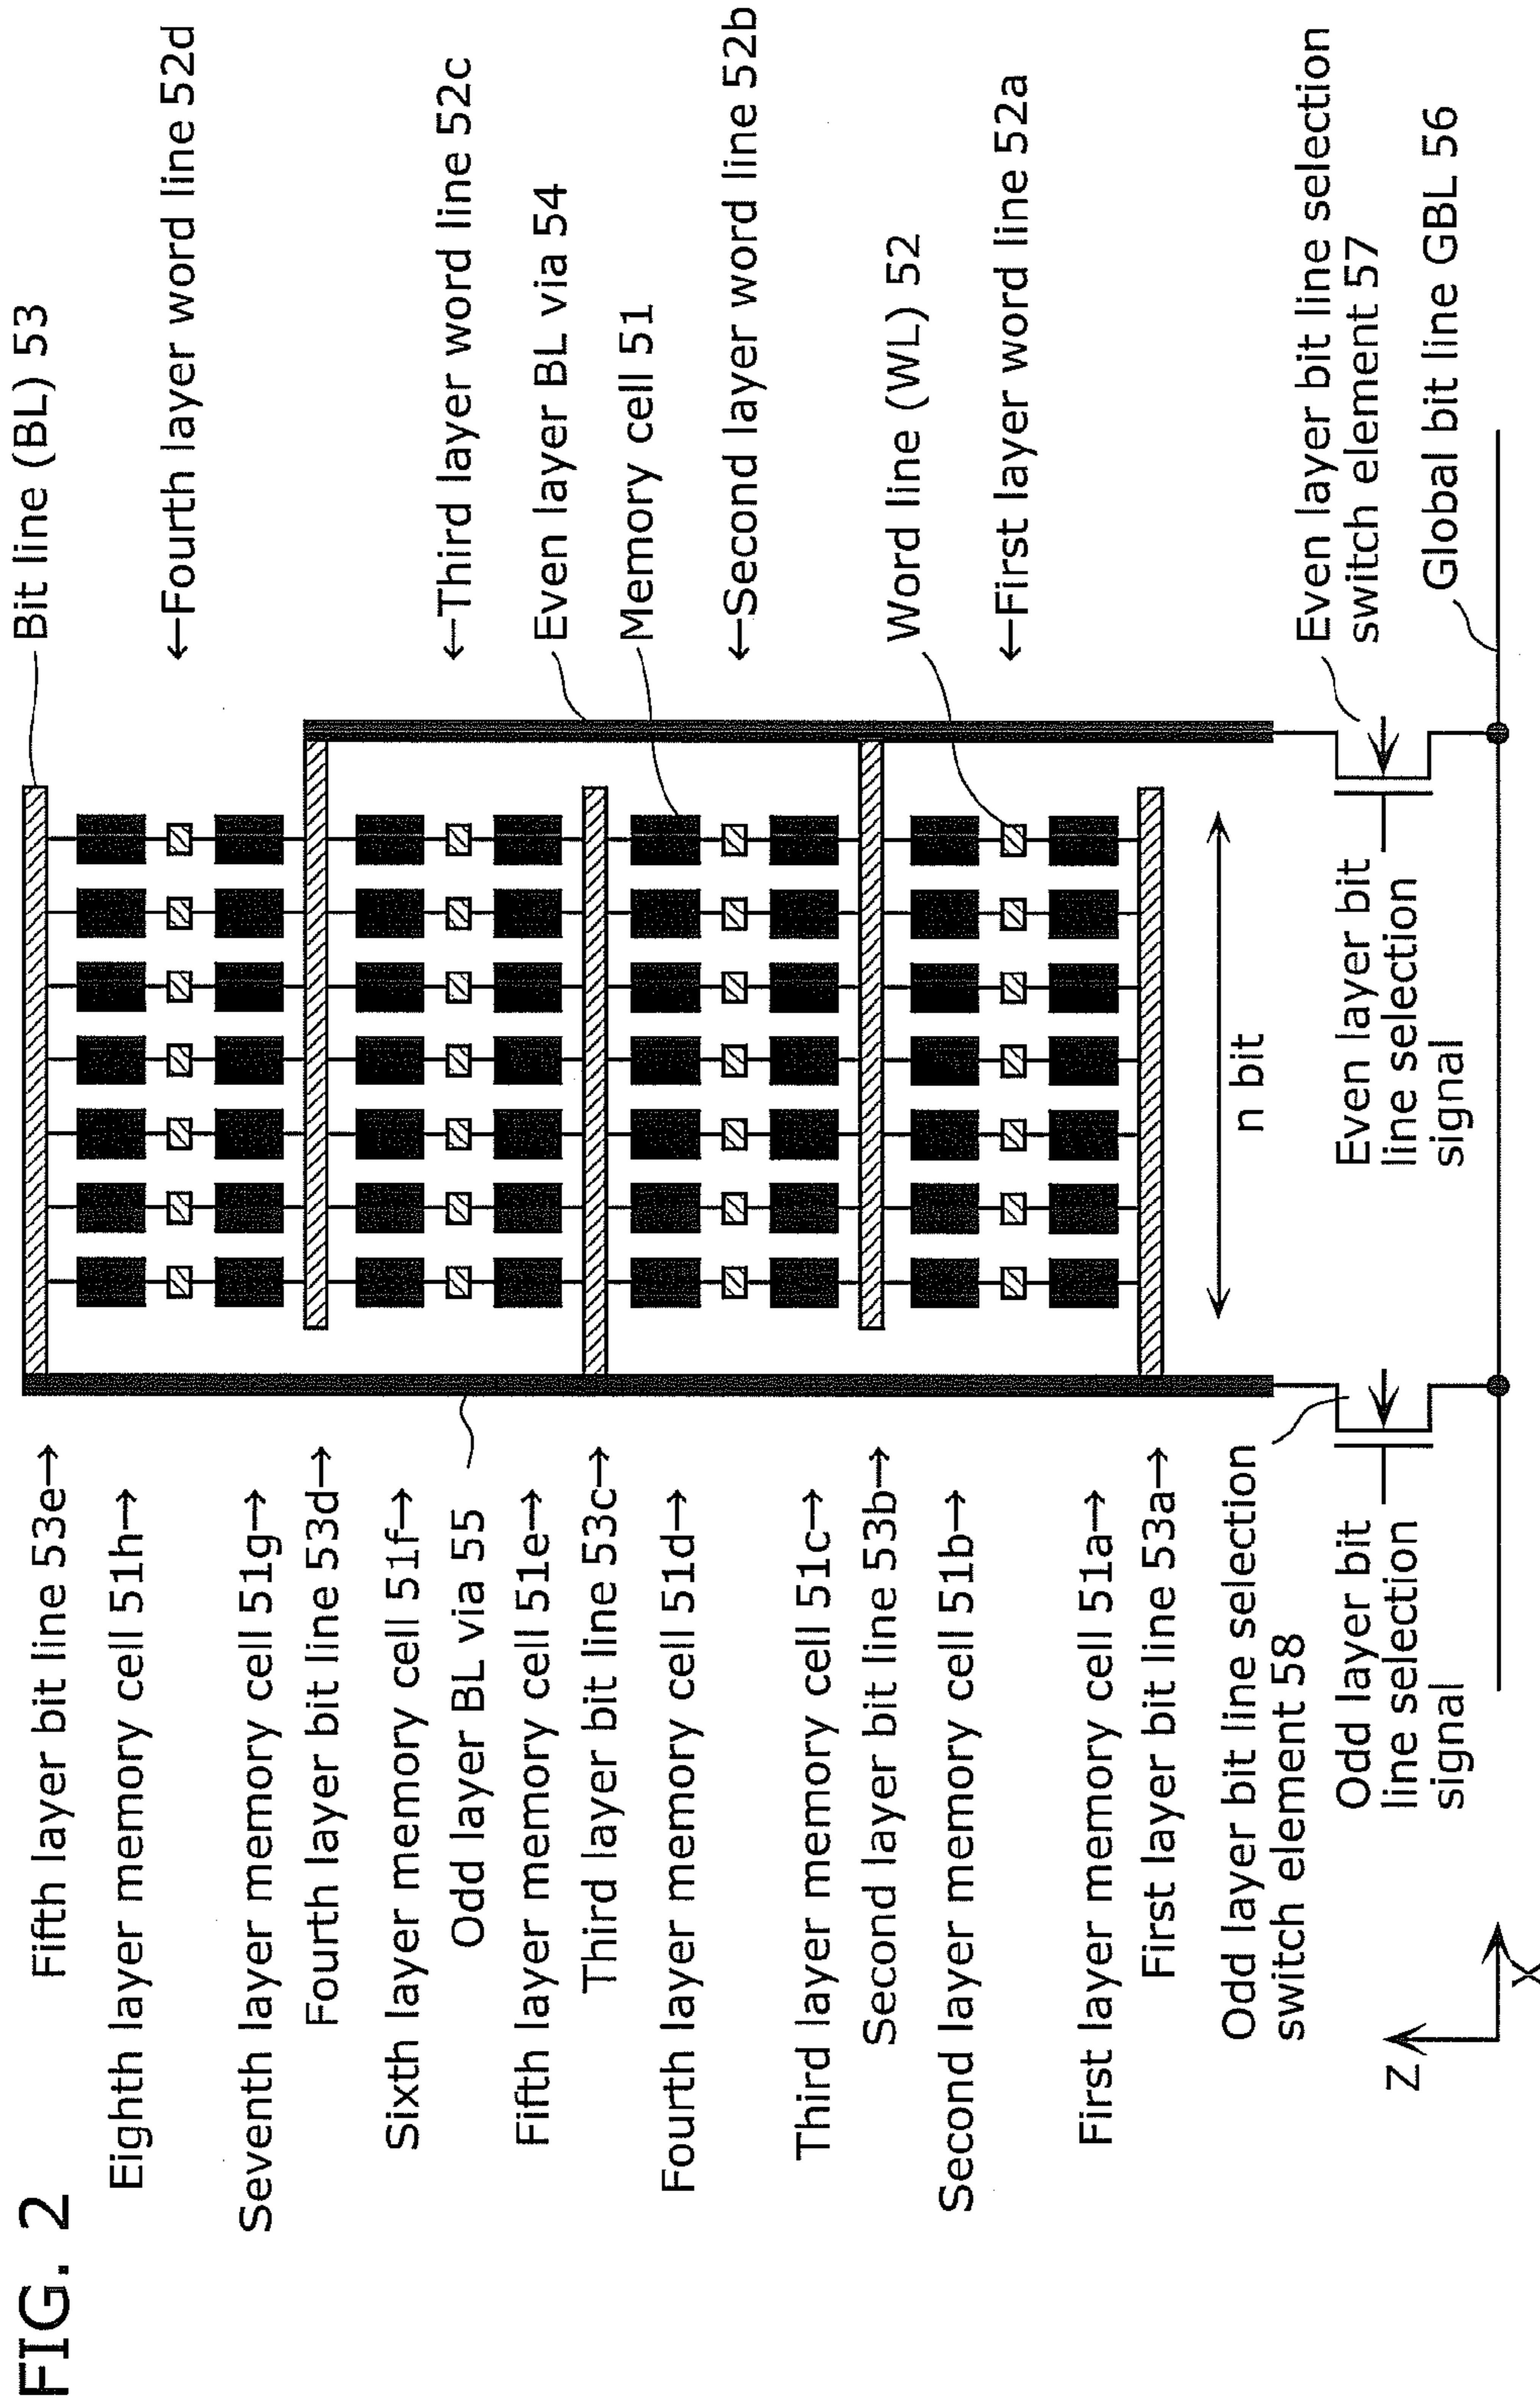 FIG. 2
Fifth layer bit line 53e→
Eighth layer memory cell 51h→
Seventh layer memory cell 51g→
Fourth layer bit line 53d→
Sixth layer memory cell 51f→
Odd layer BL via 55
Fifth layer memory cell 51e→
Third layer bit line 53c→
Fourth layer memory cell 51d→
Third layer memory cell 51c→
Second layer bit line 53b→
Second layer memory cell 51b→
First layer memory cell 51a→
First layer bit line 53a→
Odd layer bit line selection
switch element 58
Odd layer bit
line selection
signal
Z
X
n bit
Even layer bit
line selection
signal
Bit line (BL) 53
←Fourth layer word line 52d
←Third layer word line 52c
Even layer BL via 54
Memory cell 51
←Second layer word line 52b
Word line (WL) 52
←First layer word line 52a
Even layer bit line selection
switch element 57
Global bit line GBL 56